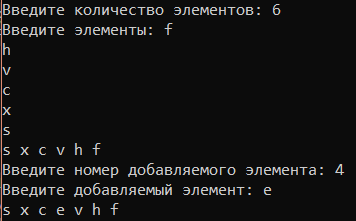 Введите количество элементов: 6
Введите элементы: f
h
v
c
x
s
s x c v h f
Введите номер добавляемого элемента: 4
Введите добавляемый элемент: e
s x c e v h f